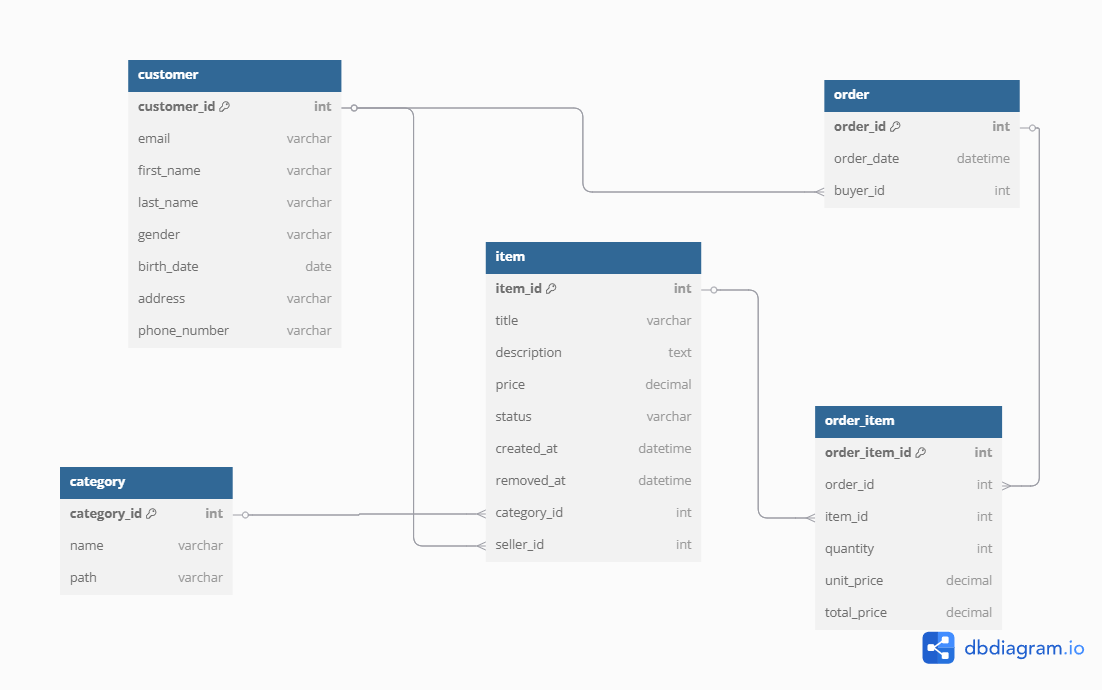 customer
customer_id int
email varchar
first_name varchar
last_name varchar
gender varchar
birth_date date
address varchar
phone_number varchar
order
order_id int
order_date datetime
buyer_id int
item
item_id int
title varchar
description text
price decimal
status varchar
created_at datetime
removed_at datetime
category_id int
seller_id int
category
category_id int
name varchar
path varchar
order_item
order_item_id int
order_id int
item_id int
quantity int
unit_price decimal
total_price decimal
dbdiagram.io